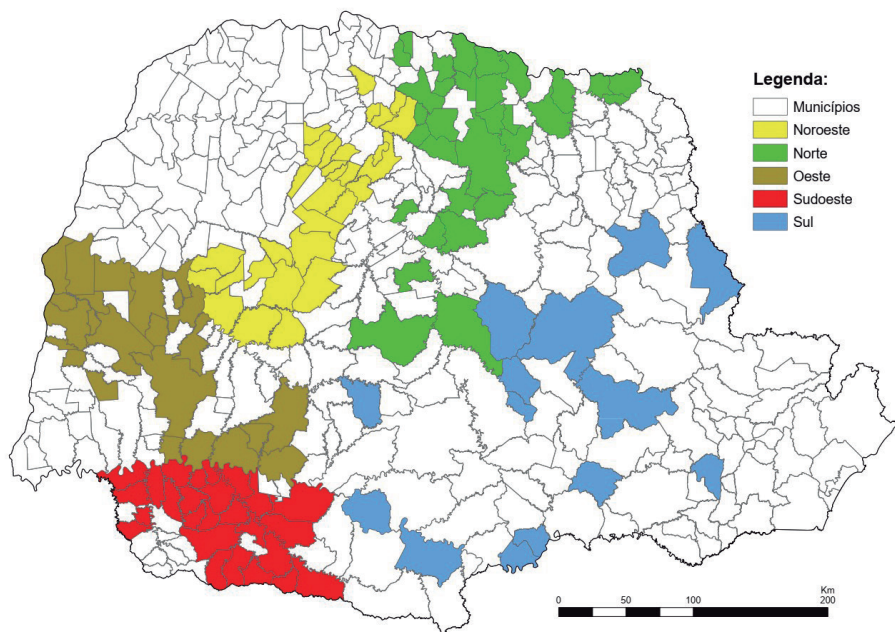 Legenda:
Municípios
Noroeste
Norte
Oeste
Sudoeste
Sul
Km
0 50 100 200